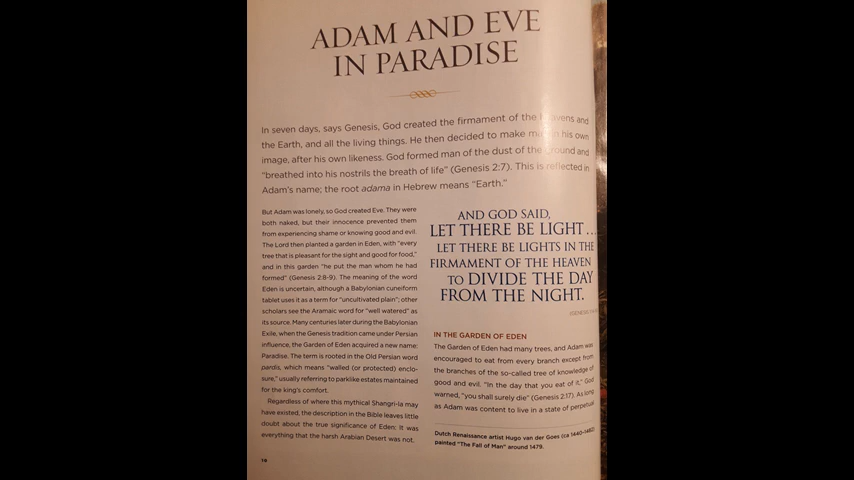 ADAM AND EVE
IN PARADISE
In seven days, says Genesis, God created the firmament of the Heavens and
the Earth, and all the living things. He then decided to make man in his own
image, after his own likeness. God formed man of the dust of the ground and
"breathed into his nostrils the breath of life" (Genesis 2:7). This is reflected in
Adam's name; the root adama in Hebrew means "Earth."
But Adam was lonely, so God created Eve. They were
both naked, but their innocence prevented them
from experiencing shame or knowing good and evil.
The Lord then planted a garden in Eden, with "every
tree that is pleasant for the sight and good for food,"
and in this garden "he put the man whom he had
formed" (Genesis 2:8-9). The meaning of the word
Eden is uncertain, although a Babylonian cuneiform
tablet uses it as a term for "uncultivated plain"; other
scholars see the Aramaic word for "well watered" as
its source. Many centuries later during the Babylonian
Exile, when the Genesis tradition came under Persian
influence, the Garden of Eden acquired a new name:
Paradise. The term is rooted in the Old Persian word
pardis, which means "walled (or protected) enclo-
sure," usually referring to parklike estates maintained
for the king's comfort.
Regardless of where this mythical Shangri-la may
have existed, the description in the Bible leaves little
doubt about the true significance of Eden: it was
everything that the harsh Arabian Desert was not.
AND GOD SAID,
LET THERE BE LIGHT ...
LET THERE BE LIGHTS IN THE
FIRMAMENT OF THE HEAVEN
TO DIVIDE THE DAY
FROM THE NIGHT.
(GENESIS
IN THE GARDEN OF EDEN
The Garden of Eden had many trees, and Adam was
encouraged to eat from every branch except from
the branches of the so-called tree of knowledge of
good and evil. "In the day that you eat of it," God
warned, "you shall surely die" (Genesis 2:17). As long
as Adam was content to live in a state of perpetual
Dutch Renaissance artist Hugo van der Goes (ca 1440-1482)
painted "The Fall of Man" around 1479.